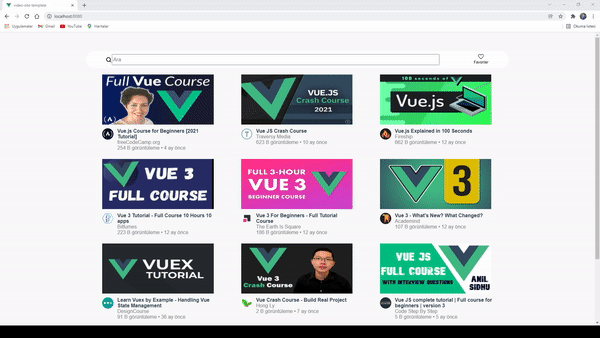 video-site-template
localhost:8080
Uygulamalar
Gmail
YouTube
Haritalar
Okuma listesi
Ara
Favoriler
Full Vue Course
VUE.JS
Crash Course
2021
100 seconds of
Vue.js
Vue.js Course for Beginners [2021
Tutorial]
freeCodeCamp.org
254 B görüntüleme • 4 ay önce
Vue JS Crash Course
Traversy Media
623 B görüntüleme • 10 ay önce
Vue.js Explained in 100 Seconds
Fireship
662 B görüntüleme • 12 ay önce
VUE 3
FULL COURSE
FULL 3-HOUR
VUE 3
BEGINNER COURSE
3
Vue 3 Tutorial - Full Course 10 Hours 10
apps
Bitfumes
223 B görüntüleme • 12 ay önce
Vue 3 For Beginners - Full Tutorial
Course
The Earth is Square
186 B görüntüleme • 12 ay önce
Vue 3 - What's New? What Changed?
Academind
107 B görüntüleme • 12 ay önce
VUEX
TUTORIAL
Vue 3
Crash Course
VUE JS
FULL COURSE
WITH INTERVIEW QUESTIONS
ANIL
SIDHU
Learn Vuex by Example - Handling Vue
State Management
DesignCourse
91 B görüntüleme • 36 ay önce
Vue Crash Course - Build Real Project
Hong Ly
2 B görüntüleme • 7 ay önce
Vue JS complete tutorial | Full course for
beginners | version 3
Code Step By Step
5 B görüntüleme • 5 ay önce